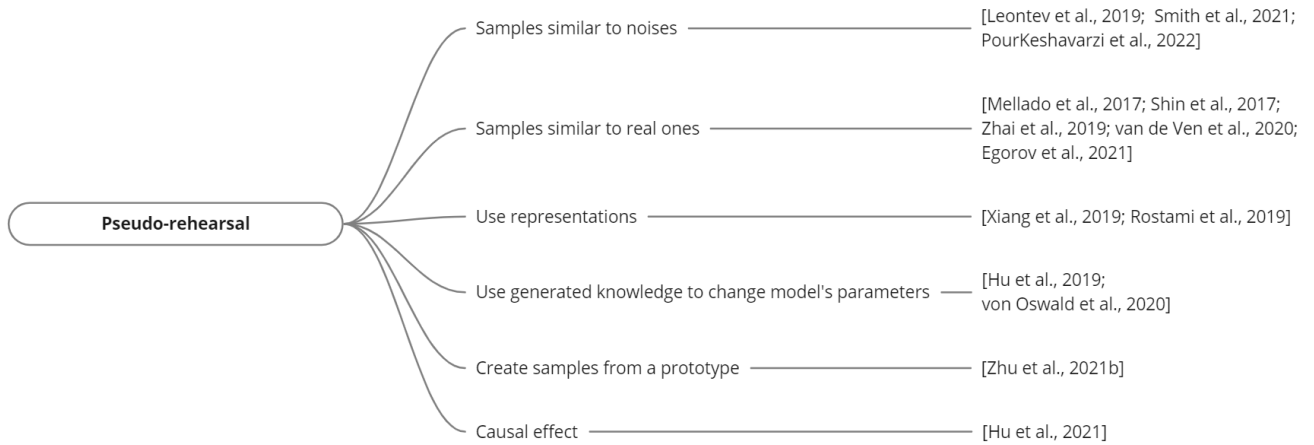 Pseudo-rehearsal
Samples similar to noises
[Leontev et al., 2019;  Smith et al., 2021;
PourKeshavarzi et al., 2022]
Samples similar to real ones
[Mellado et al., 2017; Shin et al., 2017;
Zhai et al., 2019; van de Ven et al., 2020;
Egorov et al., 2021]
Use representations
[Xiang et al., 2019; Rostami et al., 2019]
Use generated knowledge to change model's parameters
[Hu et al., 2019;
von Oswald et al., 2020]
Create samples from a prototype
[Zhu et al., 2021b]
Causal effect
[Hu et al., 2021]